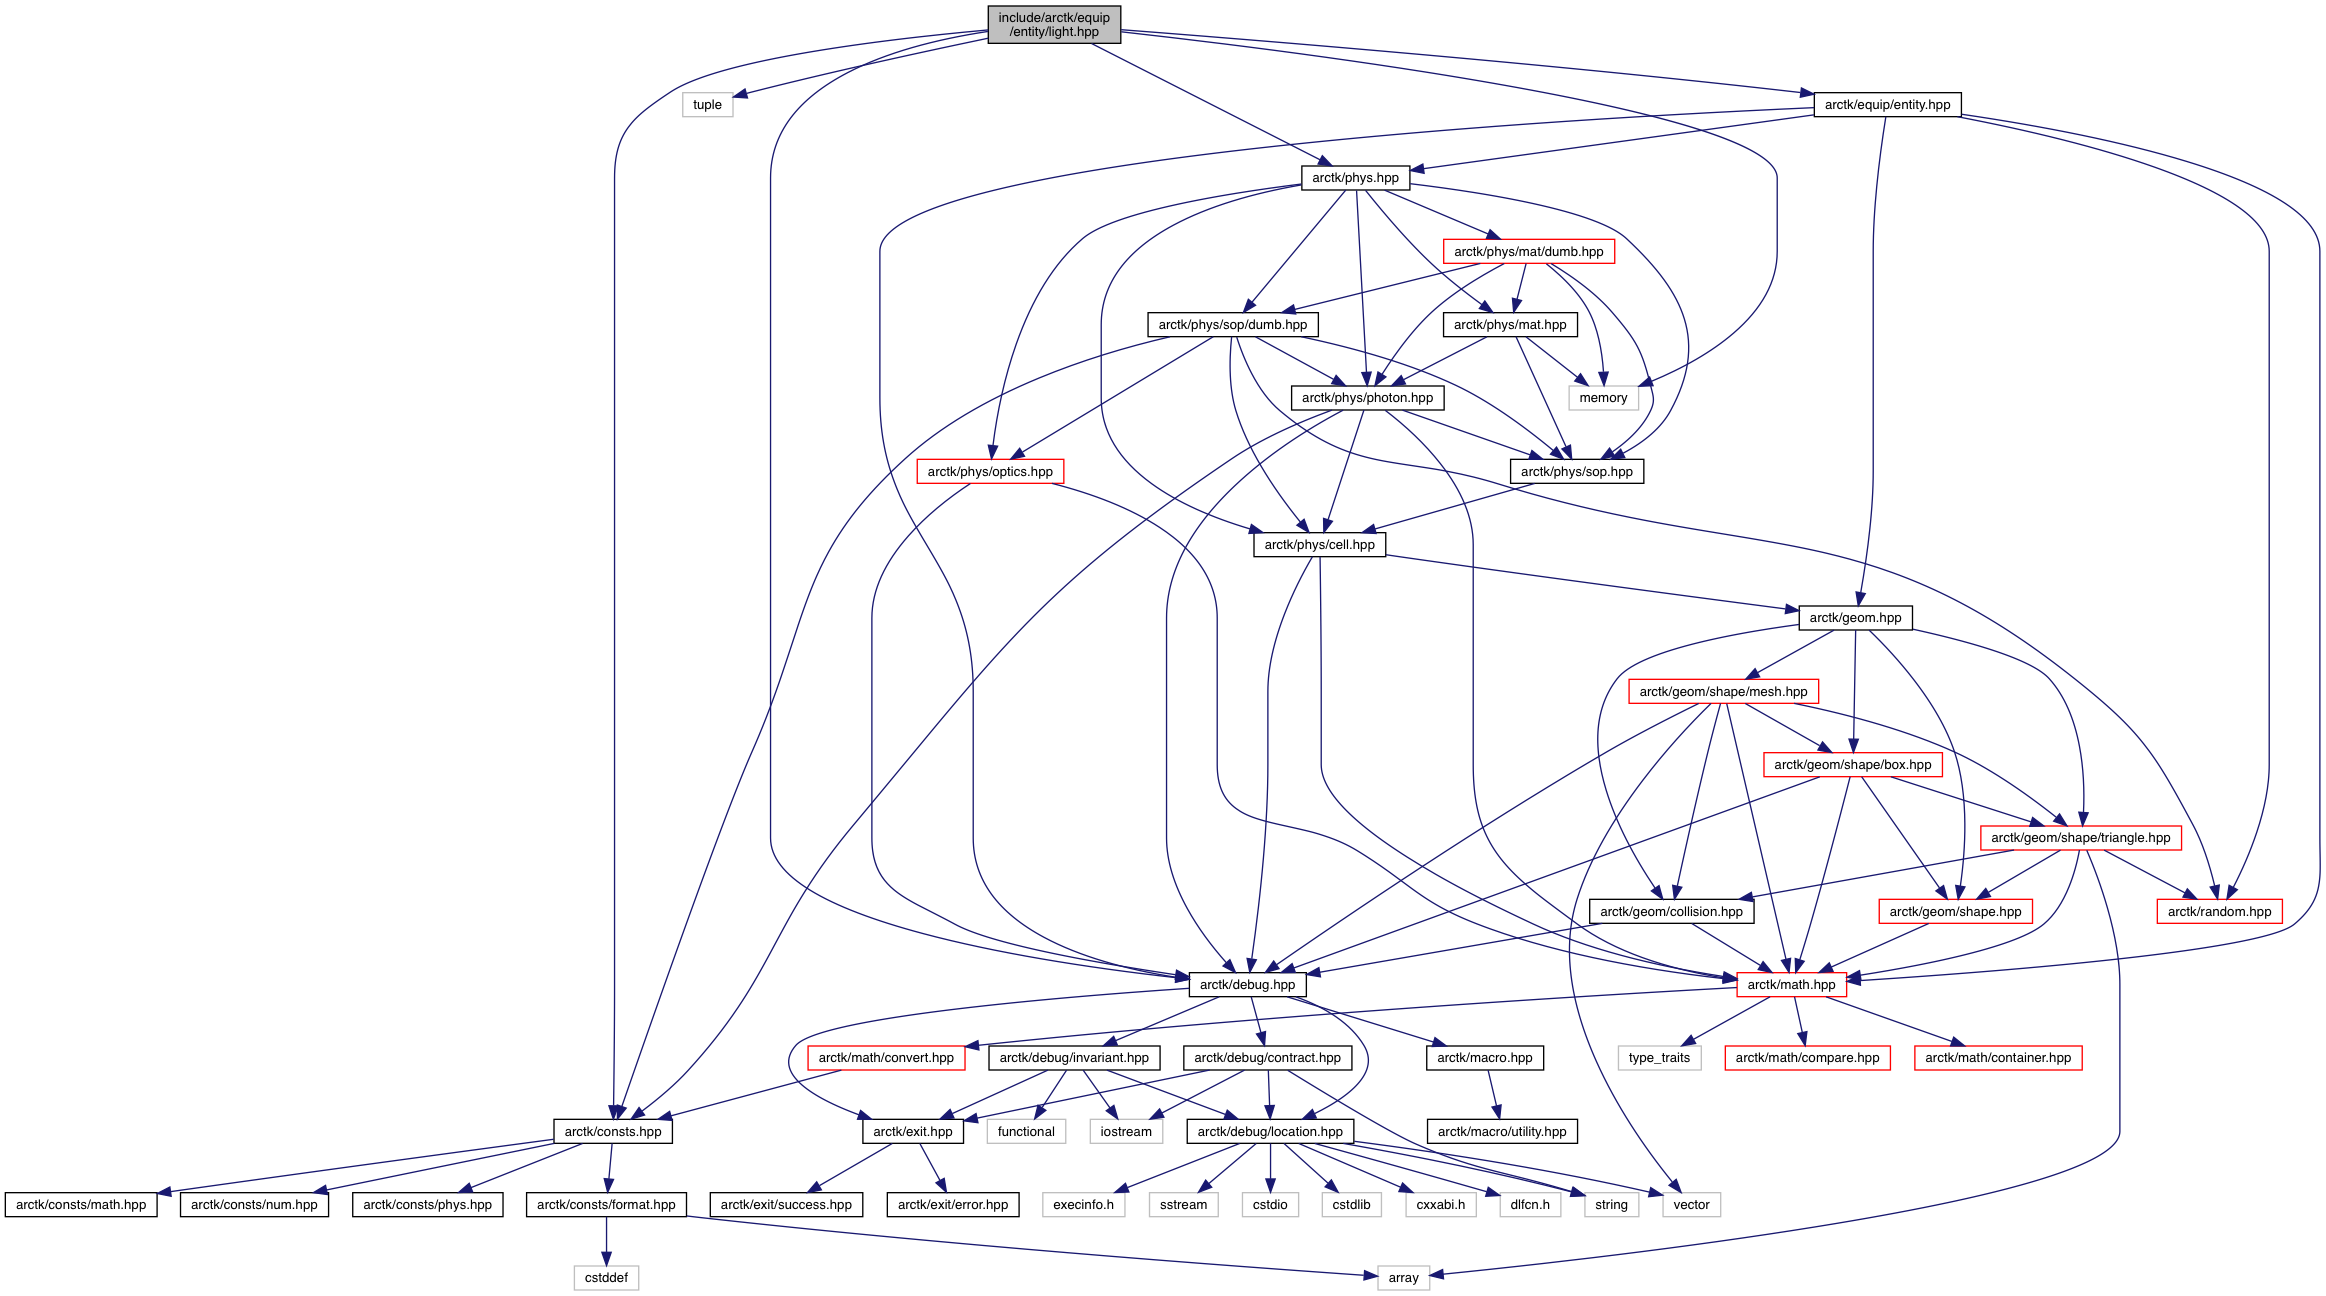 include/arctk/equip
/entity/light.hpp
tuple
arctk/equip/entity.hpp
arctk/phys.hpp
arctk/phys/mat/dumb.hpp
arctk/phys/sop/dumb.hpp
arctk/phys/mat.hpp
arctk/phys/photon.hpp
memory
arctk/phys/optics.hpp
arctk/phys/sop.hpp
arctk/phys/cell.hpp
arctk/geom.hpp
arctk/geom/shape/mesh.hpp
arctk/geom/shape/box.hpp
arctk/geom/shape/triangle.hpp
arctk/geom/collision.hpp
arctk/geom/shape.hpp
arctk/random.hpp
arctk/debug.hpp
arctk/math.hpp
arctk/math/convert.hpp
arctk/debug/invariant.hpp
arctk/debug/contract.hpp
arctk/macro.hpp
type_traits
arctk/math/compare.hpp
arctk/math/container.hpp
arctk/consts.hpp
arctk/exit.hpp
functional
iostream
arctk/debug/location.hpp
arctk/macro/utility.hpp
arctk/consts/math.hpp
arctk/consts/num.hpp
arctk/consts/phys.hpp
arctk/consts/format.hpp
arctk/exit/success.hpp
arctk/exit/error.hpp
execinfo.h
sstream
cstdio
cstdlib
cxxabi.h
dlfcn.h
string
vector
cstddef
array